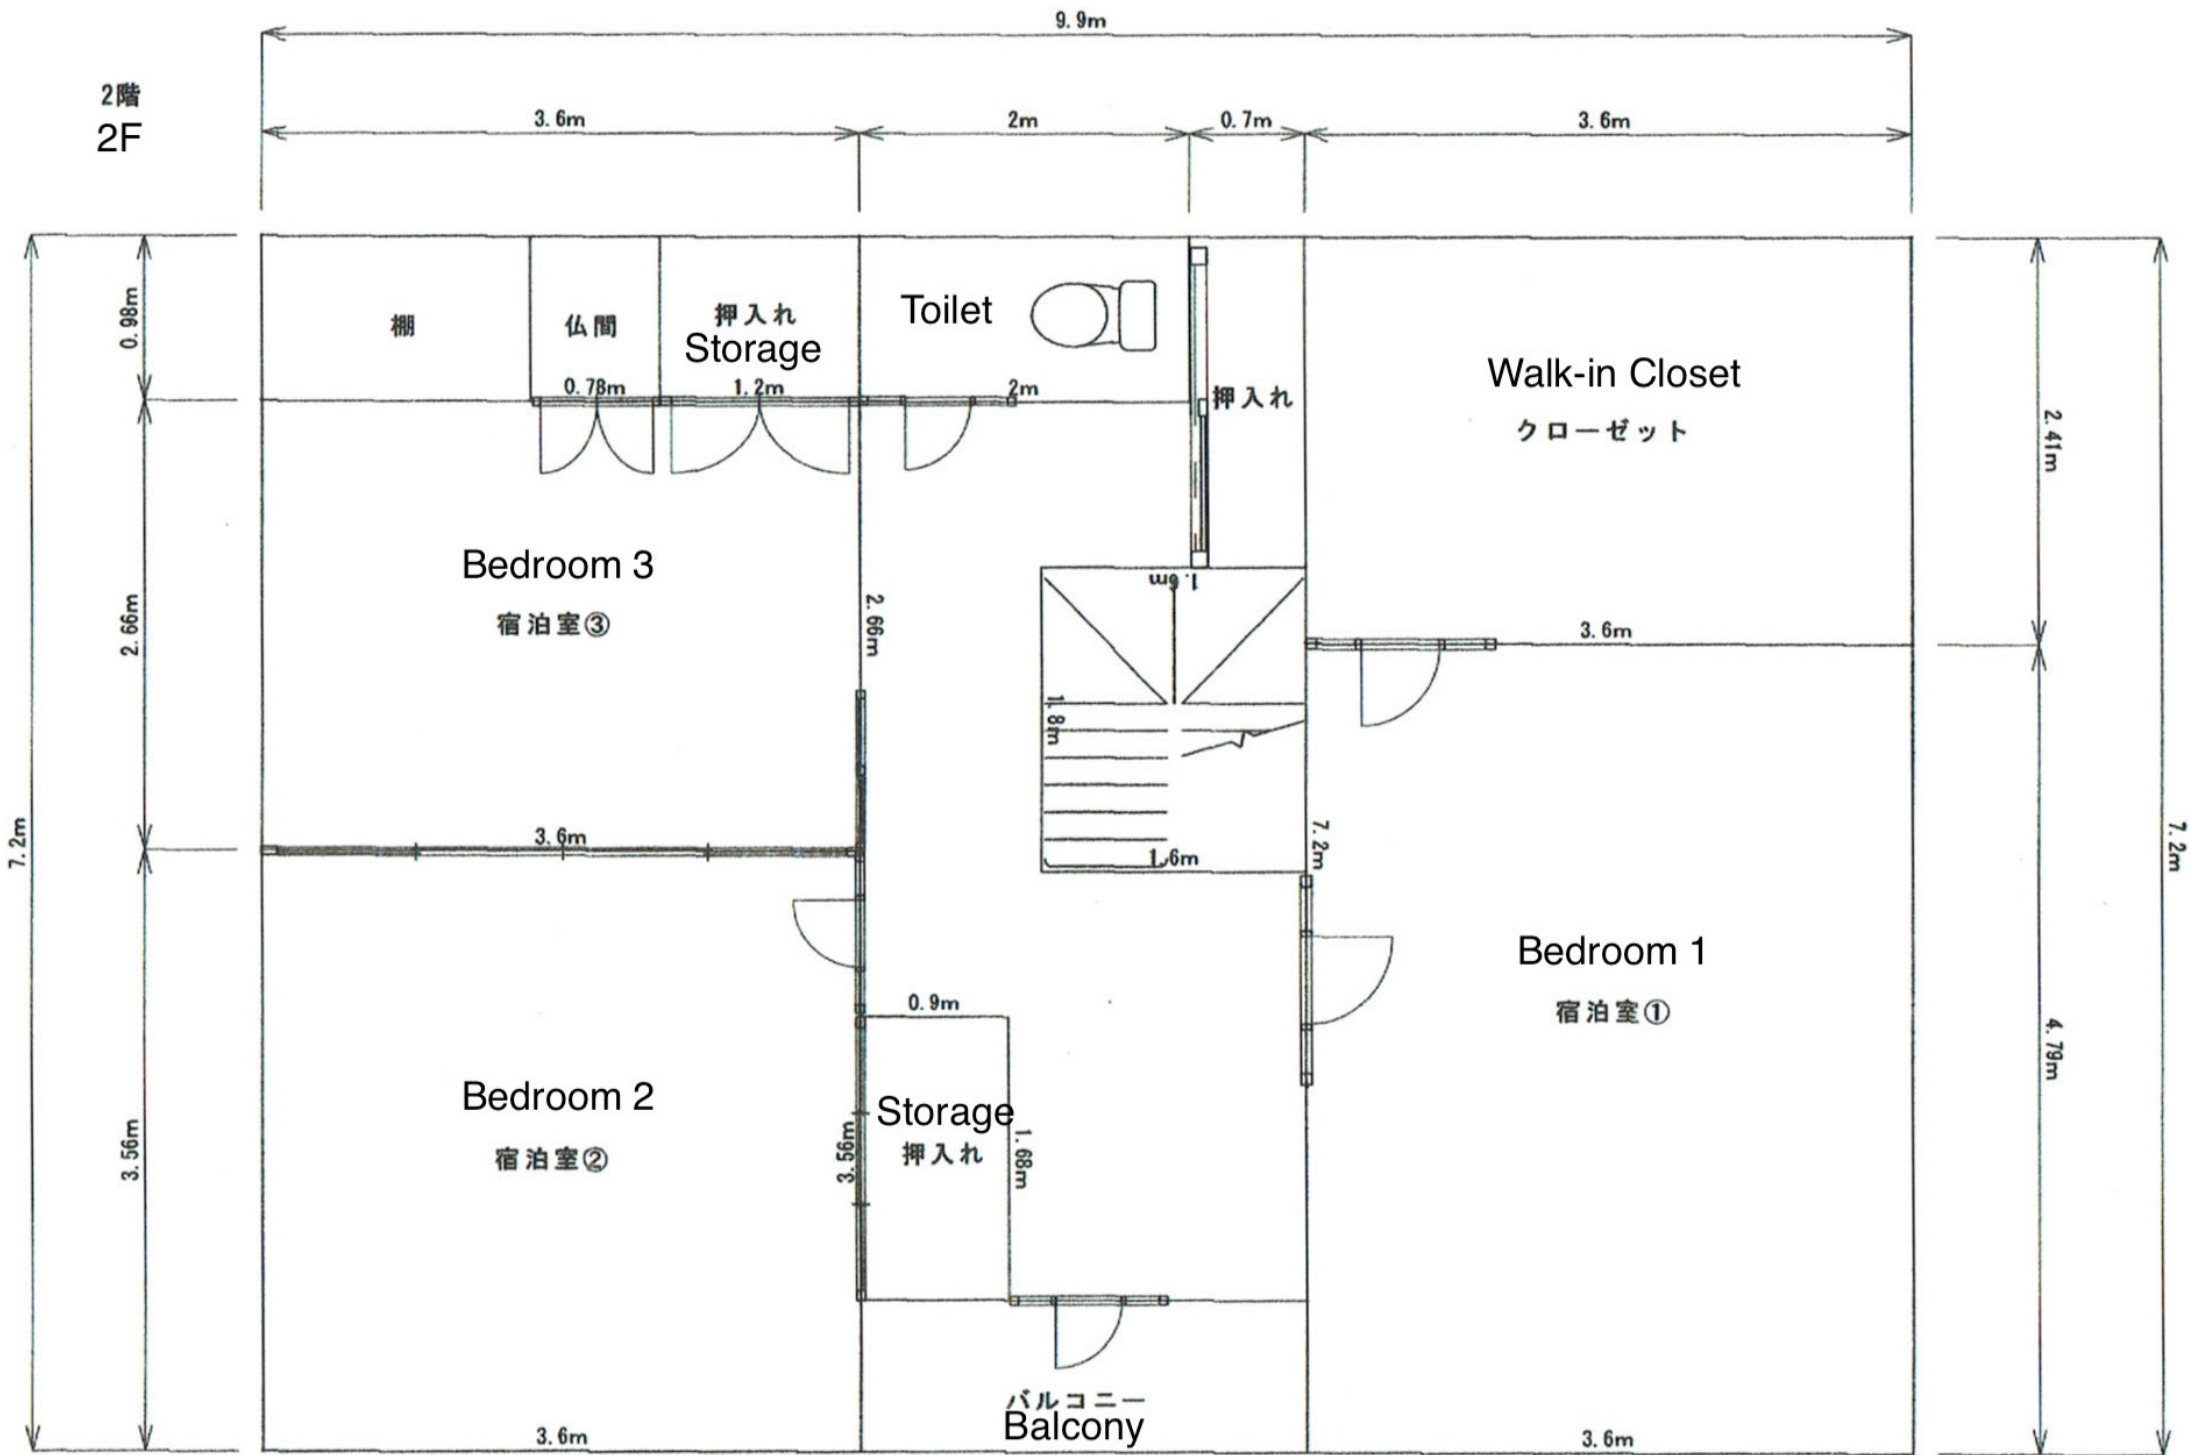 9.9m
2階
2F
3.6m
2m
0.7m
3.6m
0.98m
棚
仏間
押入れ
Storage
Toilet
0.78m
1.2m
2m
押入れ
Walk-in Closet
クローゼット
2.41m
Bedroom 3
宿泊室③
2.66m
2.66m
1.6m
3.6m
1.8m
7.2m
3.6m
1.6m
7.2m
7.2m
Bedroom 1
宿泊室①
0.9m
4.79m
Bedroom 2
宿泊室②
3.56m
3.56m
Storage
押入れ
1.68m
バルコニー
Balcony
3.6m
3.6m